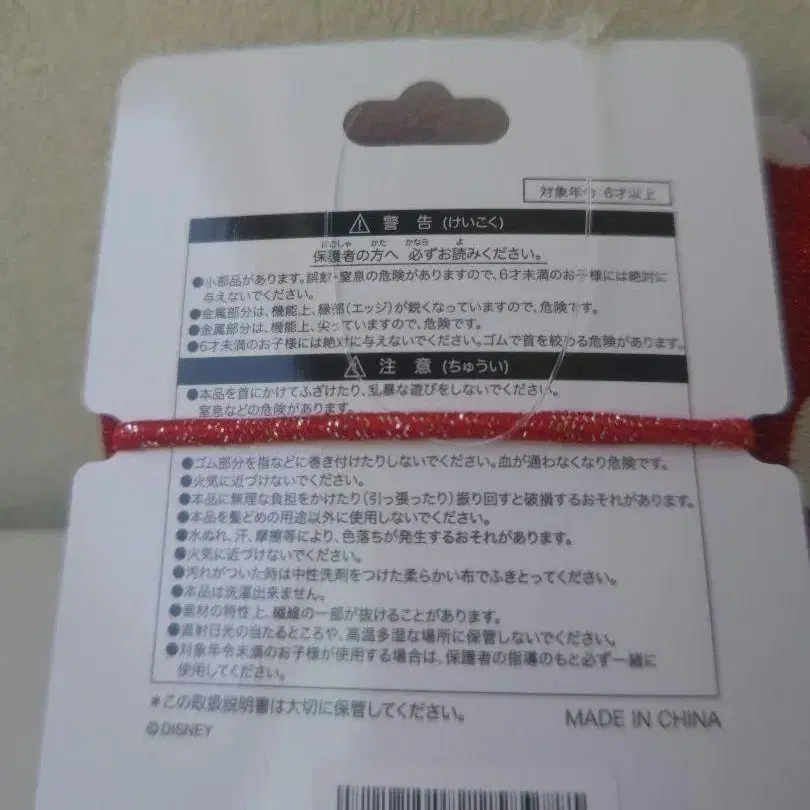 対象年令 6才以上
⚠ 警告 (けいこく)
保護者の方へ 必ずお読みください。
●小部品があります。誤飲・窒息の危険がありますので、6才未満のお子様には絶対に
与えないでください。
●金属部分は、機能上、縁部(エッジ)が鋭くなっていますので、危険です。
●金属部分は、機能上、尖っていますので、危険です。
●6才未満のお子様には絶対に与えないでください。ゴムで首を絞める危険があります。
⚠ 注意 (ちゅうい)
●本品を首にかけてふざけたり、乱暴な遊びをしないでください。
窒息などの危険があります。
●ゴム部分を指などに巻き付けたりしないでください。血が通わなくなり危険です。
●火気に近づけないでください。
●本品に無理な負担をかけたり(引っ張ったり)振り回すと破損するおそれがあります。
●本品を髪どめの用途以外に使用しないでください。
●水ぬれ、汗、摩擦等により、色落ちが発生するおそれがあります。
●火気に近づけないでください。
●汚れがついた時は中性洗剤をつけた柔らかい布でふきとってください。
●本品は洗濯出来ません。
●素材の特性上、繊維の一部が抜けることがあります。
●直射日光の当たるところや、高温多湿な場所に保管しないでください。
●対象年令未満のお子様が使用する場合は、保護者の指導のもと必ず一緒に
使用してください。
*この取扱説明書は大切に保管してください。
©DISNEY
MADE IN CHINA